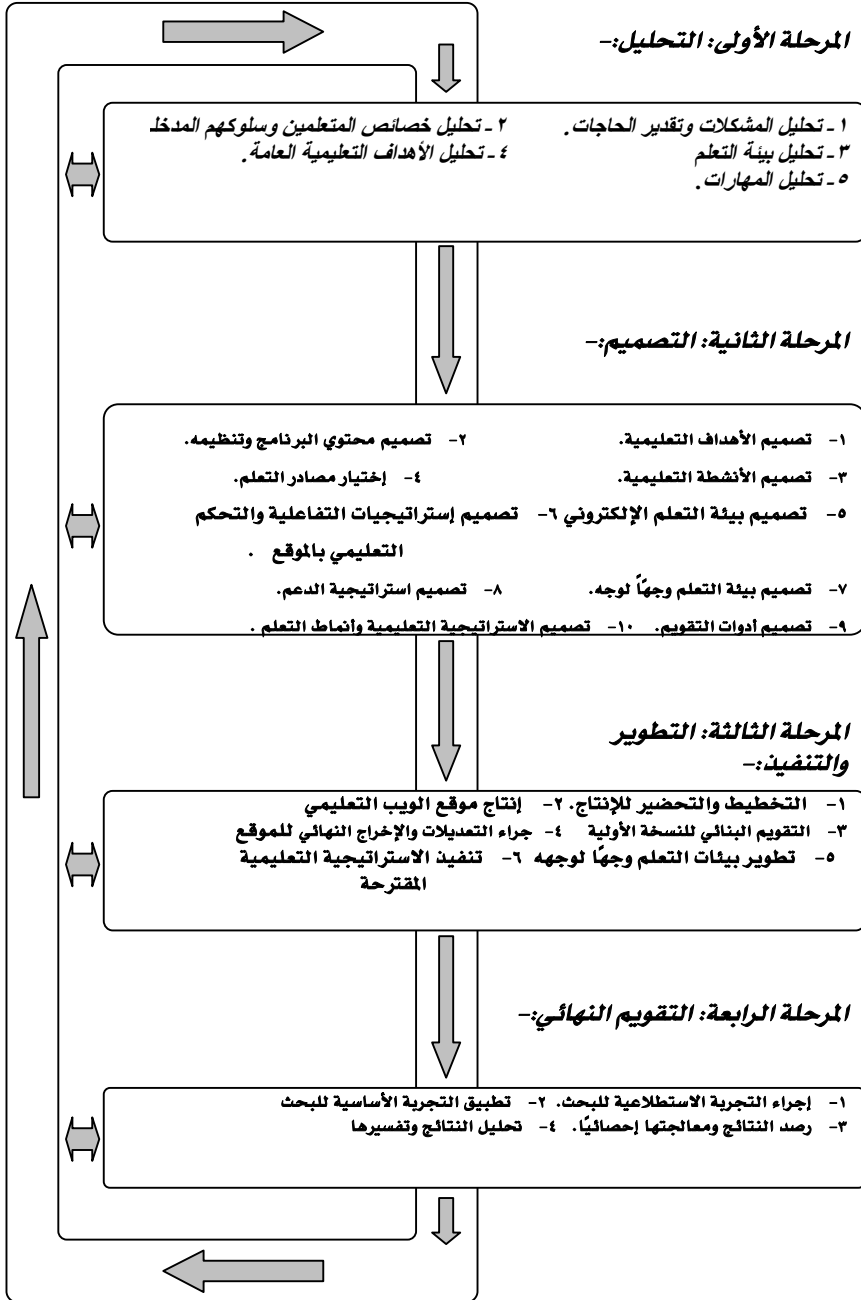 المرحلة الأولى: التحليل:-
١ - تحليل المشكلات وتقدير الحاجات. ٢ - تحليل خصائص المتعلمين وسلوكهم المدخل
٣ - تحليل بيئة التعلم ٤ - تحليل الأهداف التعليمية العامة.
٥ - تحليل المهارات.
المرحلة الثانية: التصميم:-
١- تصميم الأهداف التعليمية. ٢- تصميم محتوي البرنامج وتنظيمه.
٣- تصميم الأنشطة التعليمية. ٤- إختيار مصادر التعلم.
٥- تصميم بيئة التعلم الإلكتروني ٦- تصميم إستراتيجيات التفاعلية والتحكم
التعليمي بالموقع .
٧- تصميم بيئة التعلم وجهًا لوجه. ٨- تصميم استراتيجية الدعم.
٩- تصميم أدوات التقويم. ١٠- تصميم الاستراتيجية التعليمية وأنماط التعلم .
المرحلة الثالثة: التطوير
والتنفيذ:-
١- التخطيط والتحضير للإنتاج. ٢- إنتاج موقع الويب التعليمي
٣- التقويم البنائي للنسخة الأولية ٤- جراء التعديلات والإخراج النهائي للموقع
٥- تطوير بيئات التعلم وجهًا لوجهه ٦- تنفيذ الاستراتيجية التعليمية
المقترحة
المرحلة الرابعة: التقويم النهائي:-
١- إجراء التجربة الاستطلاعية للبحث. ٢- تطبيق التجربة الأساسية للبحث
٣- رصد النتائج ومعالجتها إحصائيًا. ٤- تحليل النتائج وتفسيرها